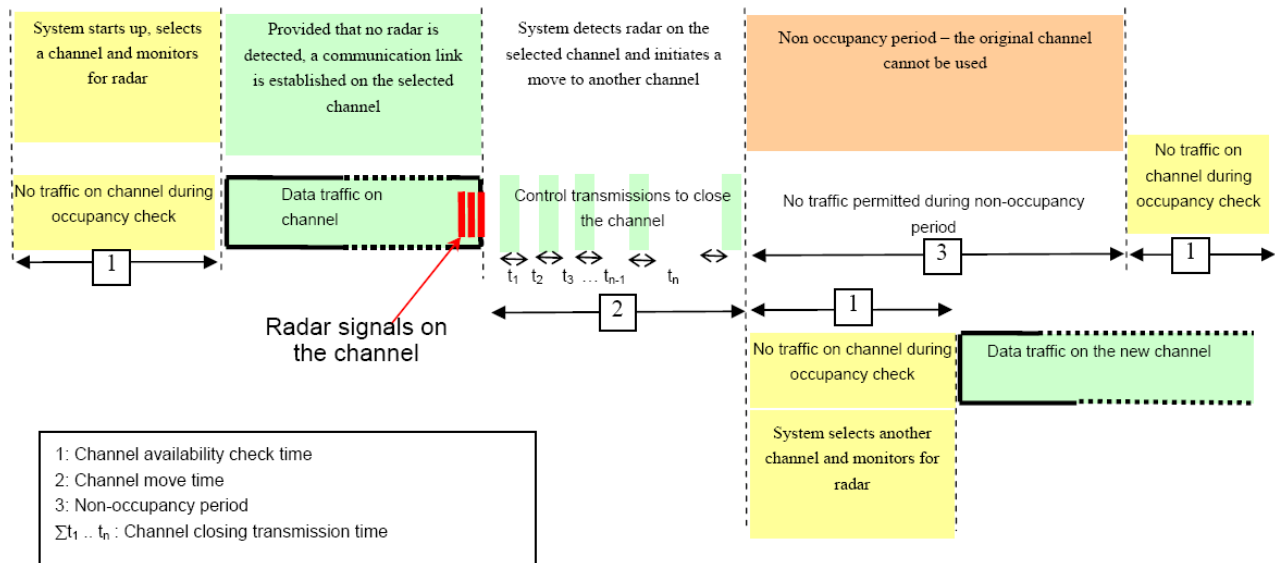 System starts up, selects
a channel and monitors
for radar
Provided that no radar is
detected, a communication link
is established on the selected
channel
System detects radar on the
selected channel and initiates a
move to another channel
Non occupancy period – the original channel
cannot be used
No traffic on channel during
occupancy check
Data traffic on
channel
Control transmissions to close
the channel
No traffic permitted during non-occupancy
period
No traffic on
channel during
occupancy check
1
t1 t2 t3 … tn-1 tn
2
3
1
Radar signals on
the channel
1
No traffic on channel during
occupancy check
Data traffic on the new channel
System selects another
channel and monitors for
radar
1: Channel availability check time
2: Channel move time
3: Non-occupancy period
Σt1 .. tn : Channel closing transmission time